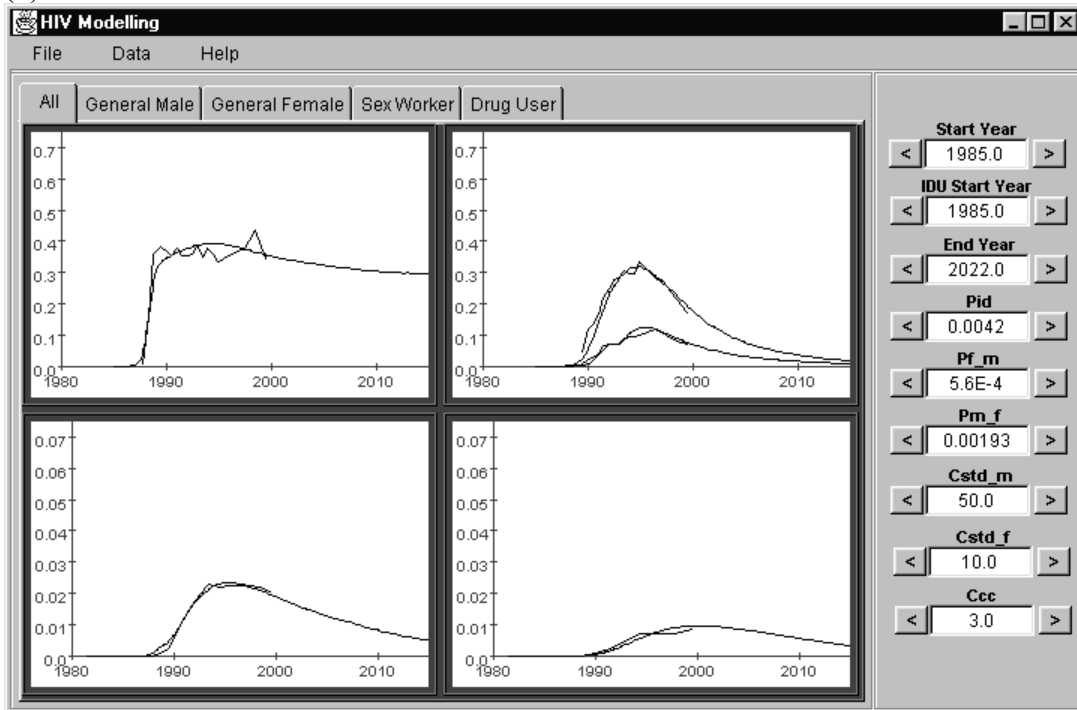 HIV Modelling
File Data Help
All General Male General Female Sex Worker Drug User
0.7
0.6
0.5
0.4
0.3
0.2
0.1
0.0
1980 1990 2000 2010
0.7
0.6
0.5
0.4
0.3
0.2
0.1
0.0
1980 1990 2000 2010
0.07
0.06
0.05
0.04
0.03
0.02
0.01
0.0
1980 1990 2000 2010
0.07
0.06
0.05
0.04
0.03
0.02
0.01
0.0
1980 1990 2000 2010
Start Year
< 1985.0 >
IDU Start Year
< 1985.0 >
End Year
< 2022.0 >
Pid
< 0.0042 >
Pf_m
< 5.6E-4 >
Pm_f
< 0.00193 >
Cstd_m
< 50.0 >
Cstd_f
< 10.0 >
Ccc
< 3.0 >